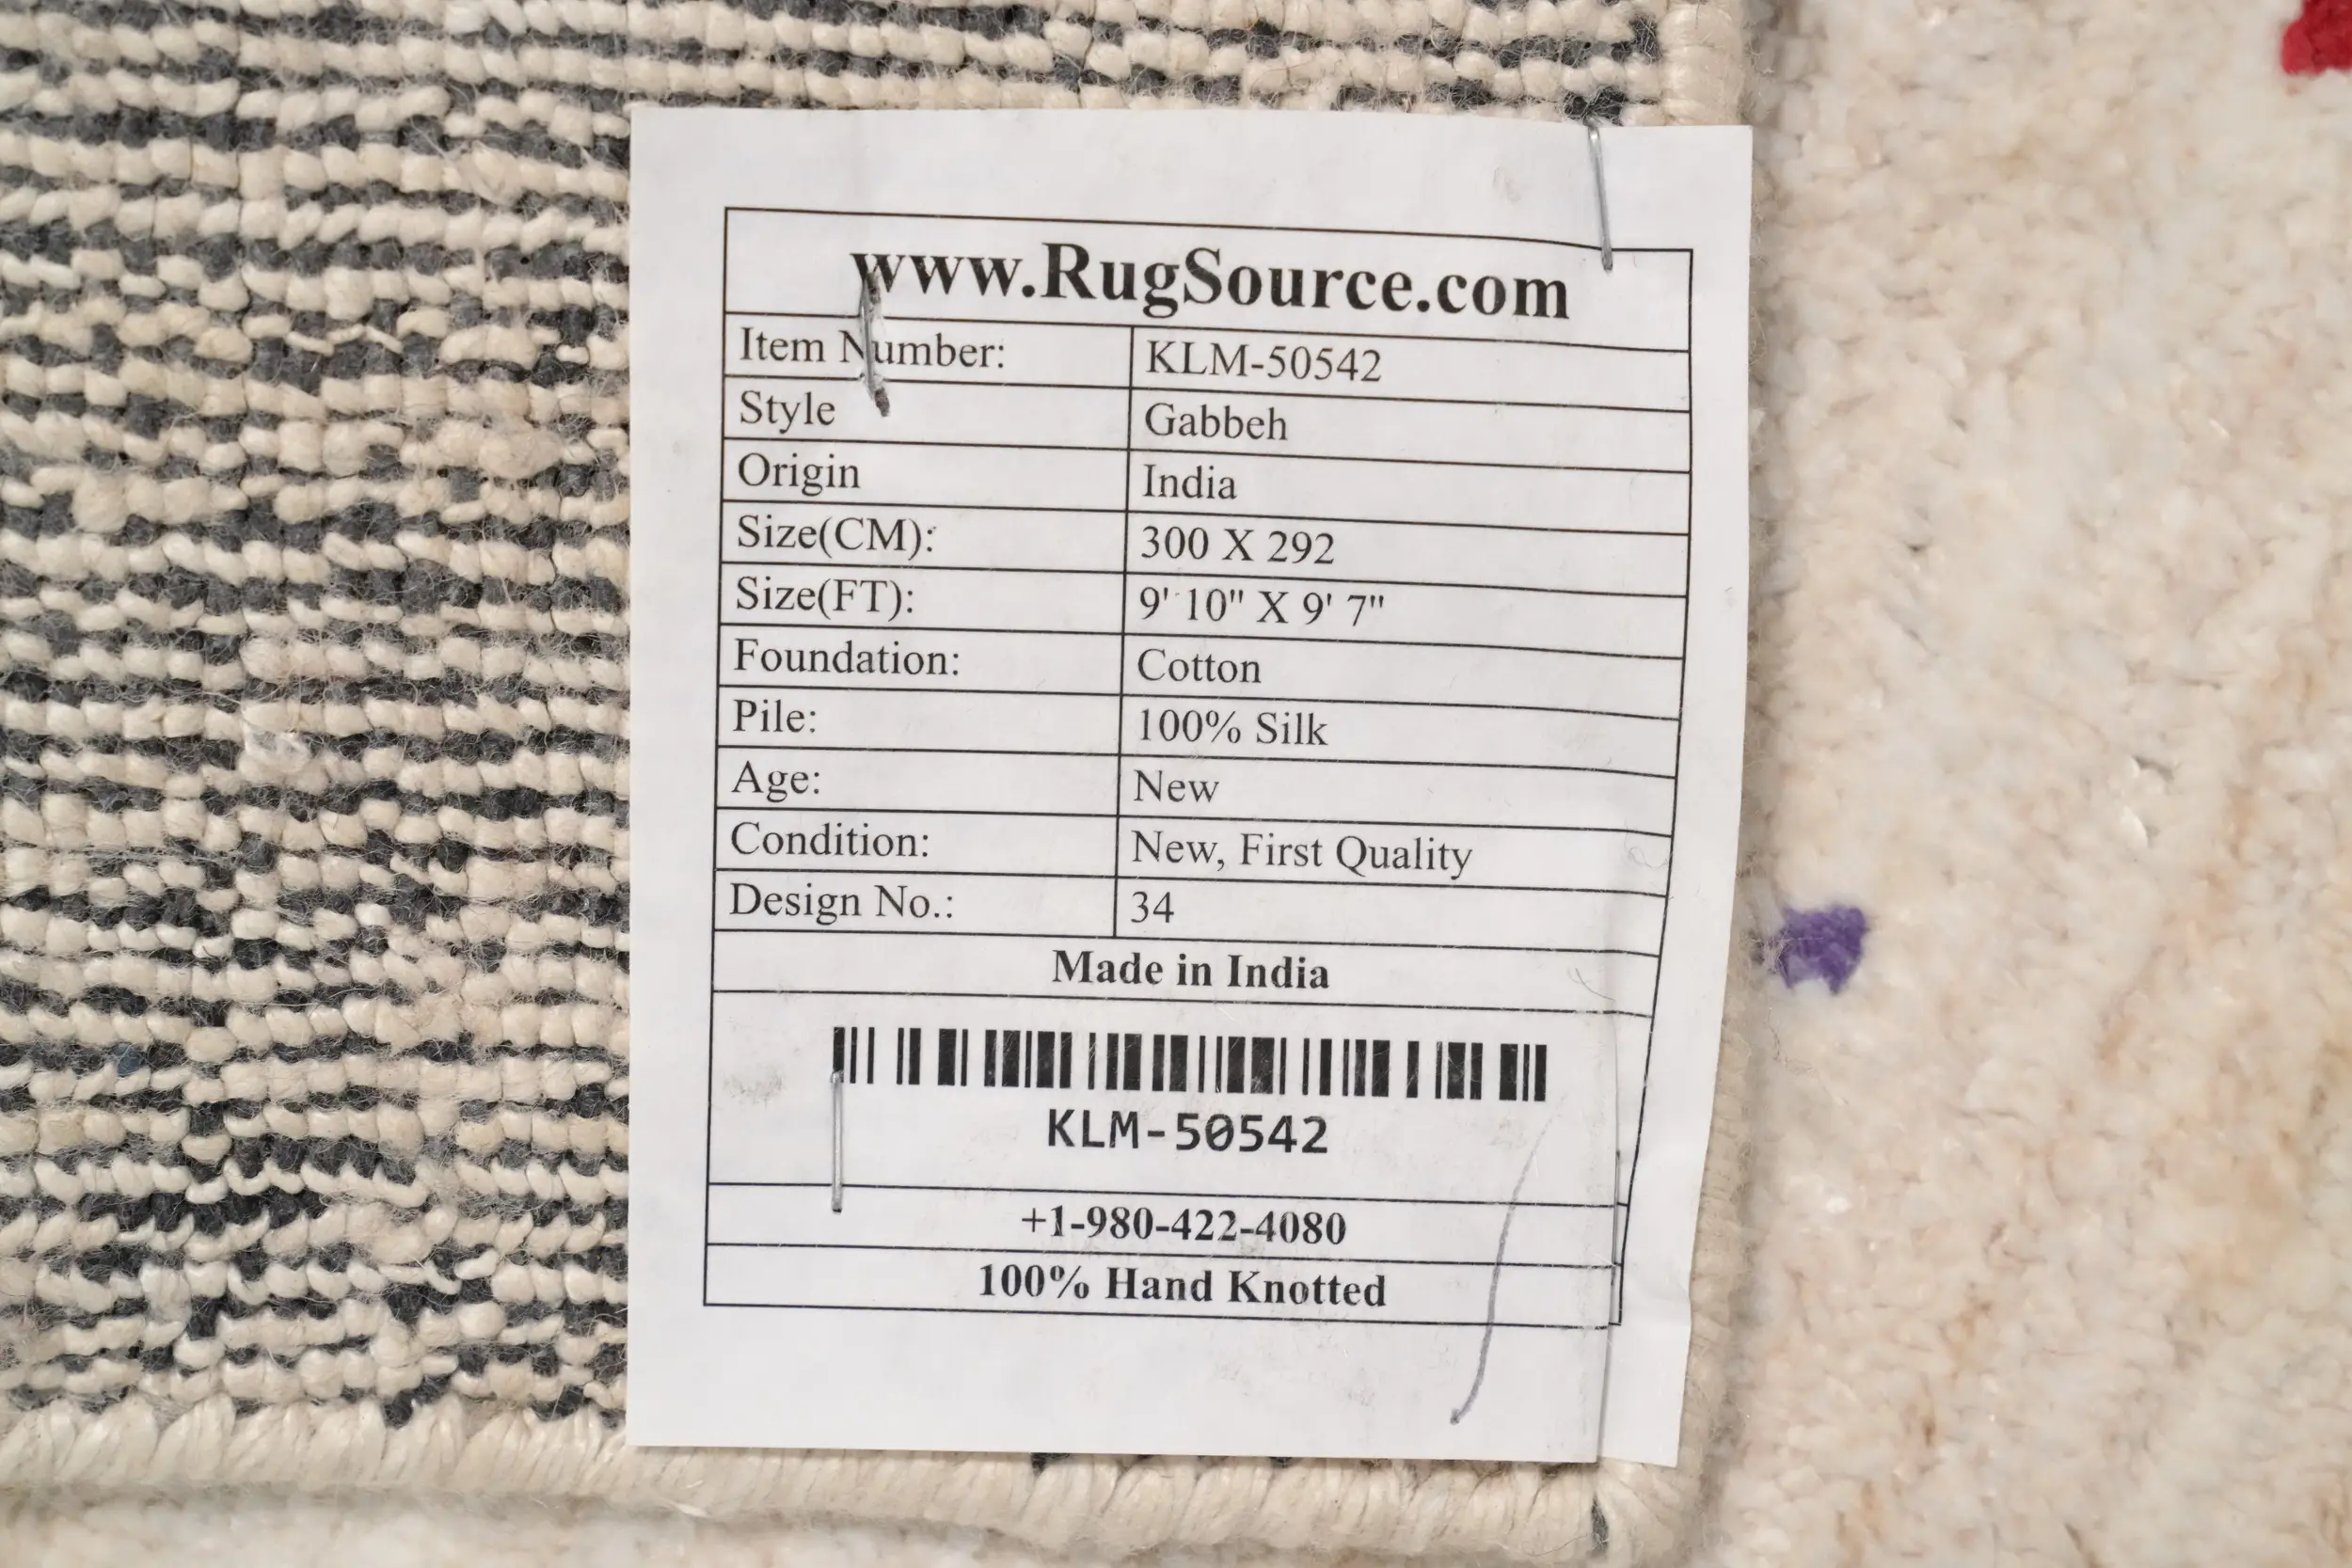 www.RugSource.com
Item Number: KLM-50542
Style Gabbeh
Origin India
Size(CM): 300 X 292
Size(FT): 9' 10" X 9' 7"
Foundation: Cotton
Pile: 100% Silk
Age: New
Condition: New, First Quality
Design No.: 34
Made in India
KLM-50542
+1-980-422-4080
100% Hand Knotted